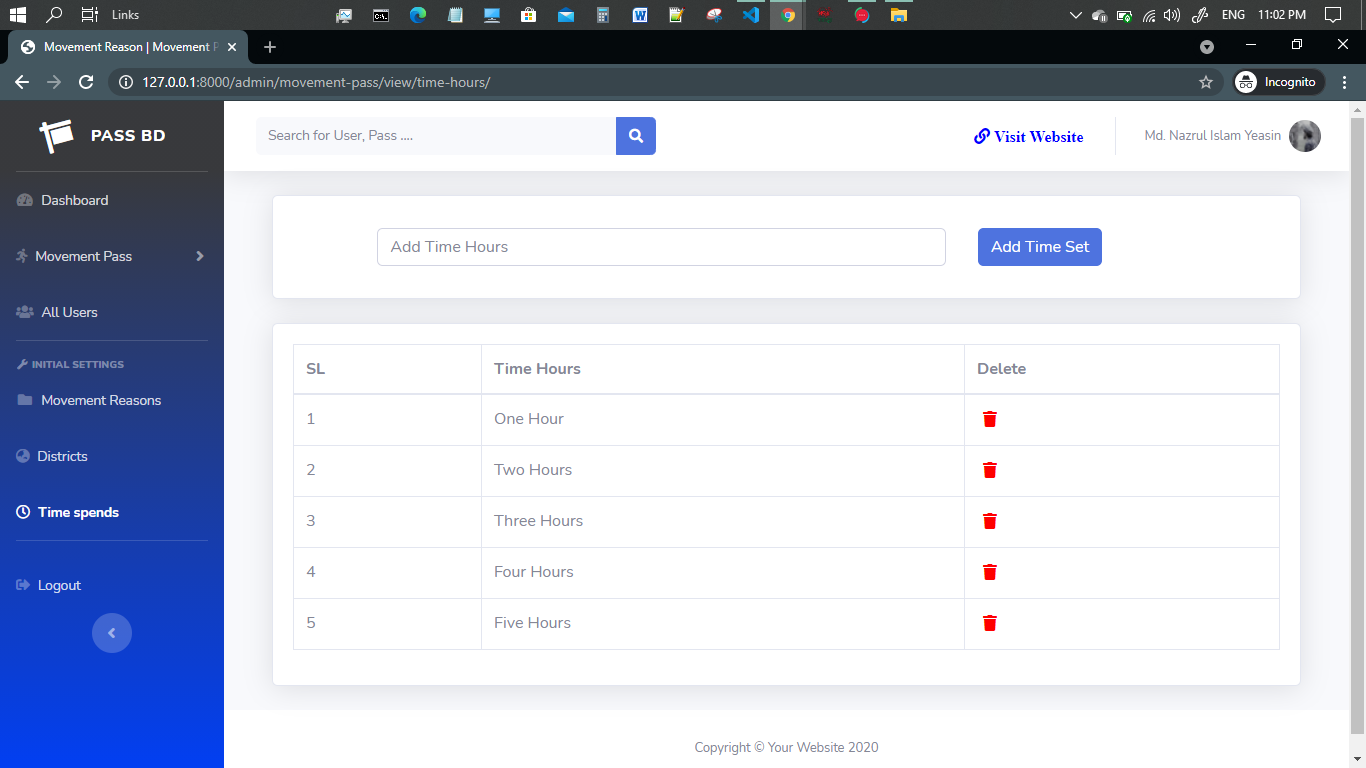 Links
ENG 11:02 PM
Movement Reason | Movement P
127.0.0.1:8000/admin/movement-pass/view/time-hours/
Incognito
PASS BD
Search for User, Pass ....
Visit Website
Md. Nazrul Islam Yeasin
Dashboard
Movement Pass
All Users
INITIAL SETTINGS
Movement Reasons
Districts
Time spends
Logout
Add Time Hours
Add Time Set
SL Time Hours Delete
1 One Hour
2 Two Hours
3 Three Hours
4 Four Hours
5 Five Hours
Copyright © Your Website 2020